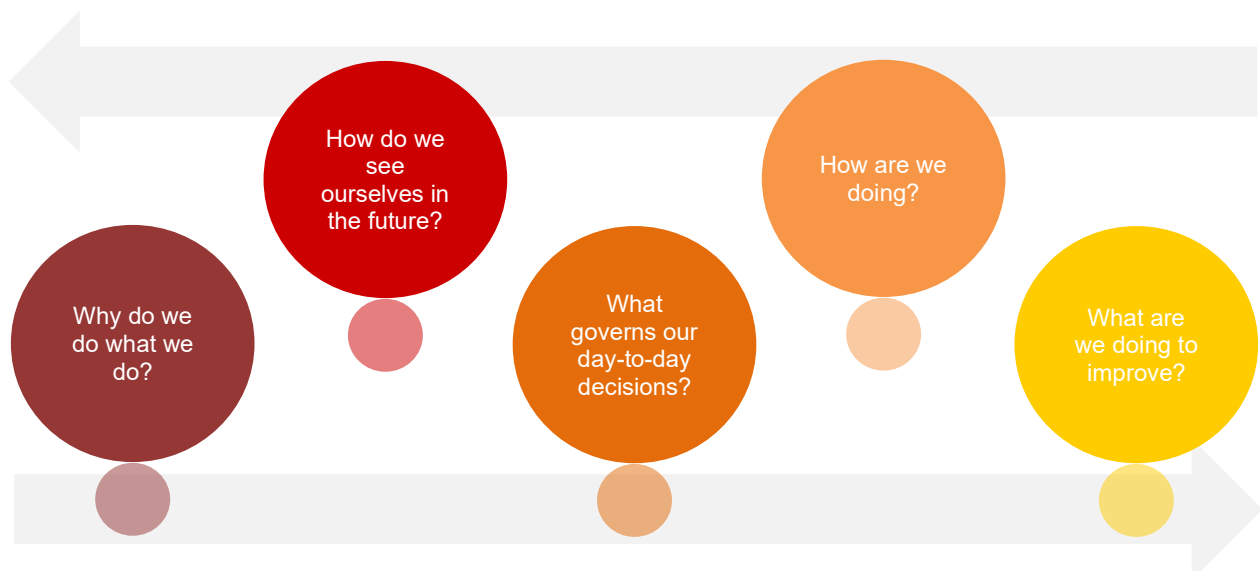 Why do we
do what we
do?
How do we
see
ourselves in
the future?
What
governs our
day-to-day
decisions?
How are we
doing?
What are
we doing to
improve?